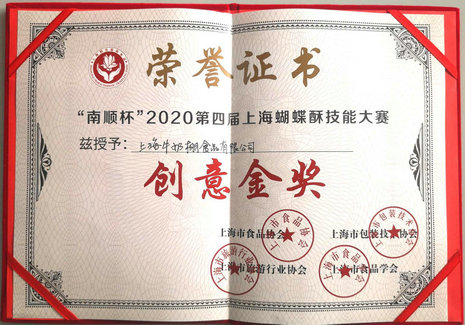 荣誉证书
“南顺杯”2020第四届上海蝴蝶酥技能大赛
兹授予：上海牛奶棚食品有限公司
创意金奖
上海市食品协会 上海市包装技术协会
上海市旅游行业协会 上海市食品学会